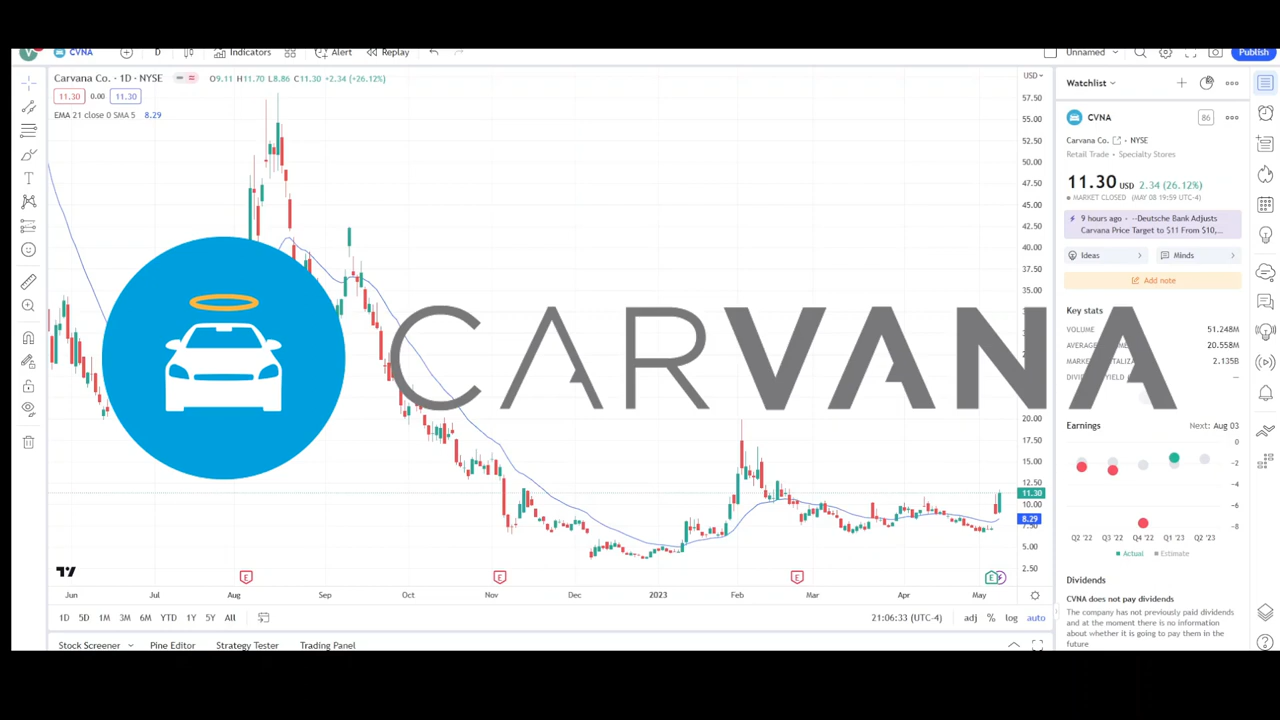 CVNA
D
Indicators
Alert
Replay
Unnamed
Publish
Carvana Co. · 1D · NYSE
O9.11 H11.70 L8.86 C11.30 +2.34 (+26.12%)
11.30 0.00 11.30
EMA 21 close 0 SMA 5 8.29
USD
57.50
55.00
52.50
50.00
47.50
45.00
42.50
40.00
37.50
35.00
20.00
17.50
15.00
12.50
11.30
10.00
8.29
5.00
2.50
CARVANA
E
E
E
E
Jun Jul Aug Sep Oct Nov Dec 2023 Feb Mar Apr May
1D 5D 1M 3M 6M YTD 1Y 5Y All
21:06:33 (UTC-4) adj % log auto
Stock Screener Pine Editor Strategy Tester Trading Panel
Watchlist
CVNA
86
Carvana Co. • NYSE
Retail Trade • Specialty Stores
11.30 USD 2.34 (26.12%)
MARKET CLOSED (MAY 08 19:59 UTC-4)
9 hours ago • --Deutsche Bank Adjusts
Carvana Price Target to $11 From $10,...
Ideas
Minds
Add note
Key stats
VOLUME 51.248M
20.558M
2.135B
—
Earnings Next: Aug 03
0
−2
−4
−6
−8
Q2 '22 Q3 '22 Q4 '22 Q1 '23 Q2 '23
Actual Estimate
Dividends
CVNA does not pay dividends
The company has not previously paid dividends
and at the moment there is no information
about whether it is going to pay them in the
future